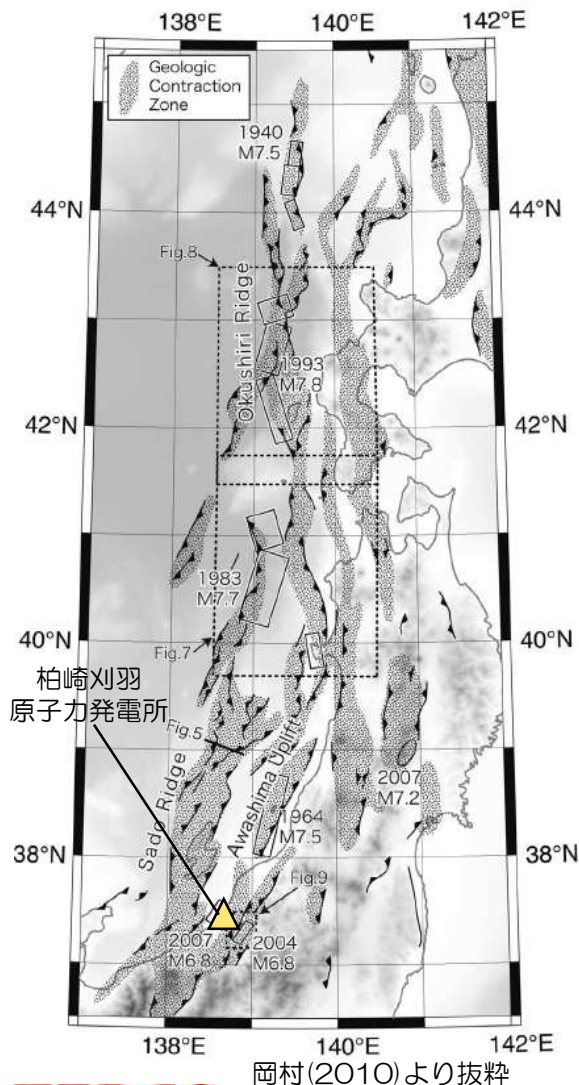 138°E 140°E 142°E
Geologic
Contraction
Zone
1940
M7.5
44°N 44°N
Fig.8
Okushiri Ridge
1993
M7.8
42°N 42°N
1983
M7.7
40°N 40°N
Fig.7
柏崎刈羽
原子力発電所
Fig.5
Sado Ridge
Awashima Uplift
2007
M7.2
1964
M7.5
38°N 38°N
Fig.9
2007
M6.8
2004
M6.8
138°E 140°E 142°E
岡村(2010)より抜粋